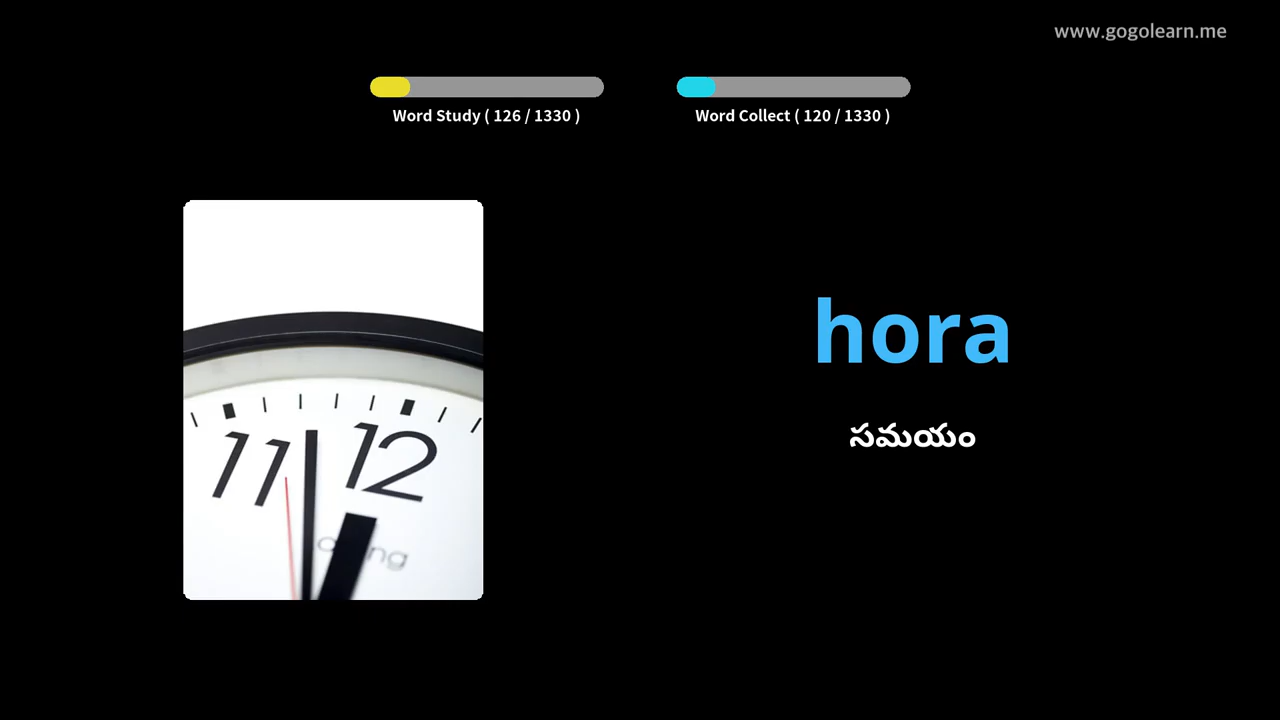 www.gogolearn.me
Word Study ( 126 / 1330 )
Word Collect ( 120 / 1330 )
hora
సమయం
11 12